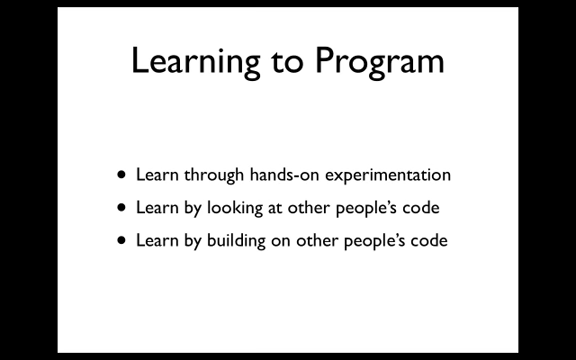 Learning to Program
• Learn through hands-on experimentation
• Learn by looking at other people's code
• Learn by building on other people's code